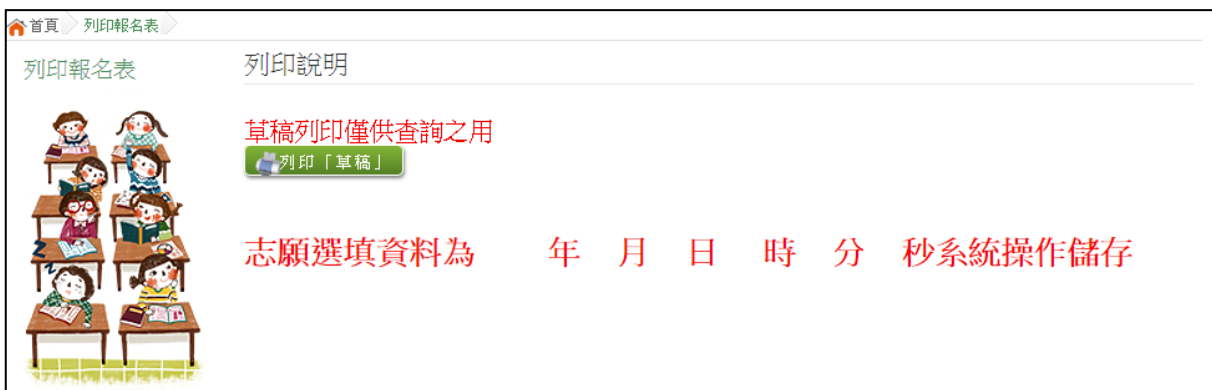 首頁 列印報名表
列印報名表
列印說明
草稿列印僅供查詢之用
列印「草稿」
志願選填資料為 年 月 日 時 分 秒系統操作儲存
Z
Z
Z